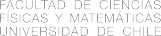 FACULTAD DE CIENCIAS
FÍSICAS Y MATEMÁTICAS
UNIVERSIDAD DE CHILE